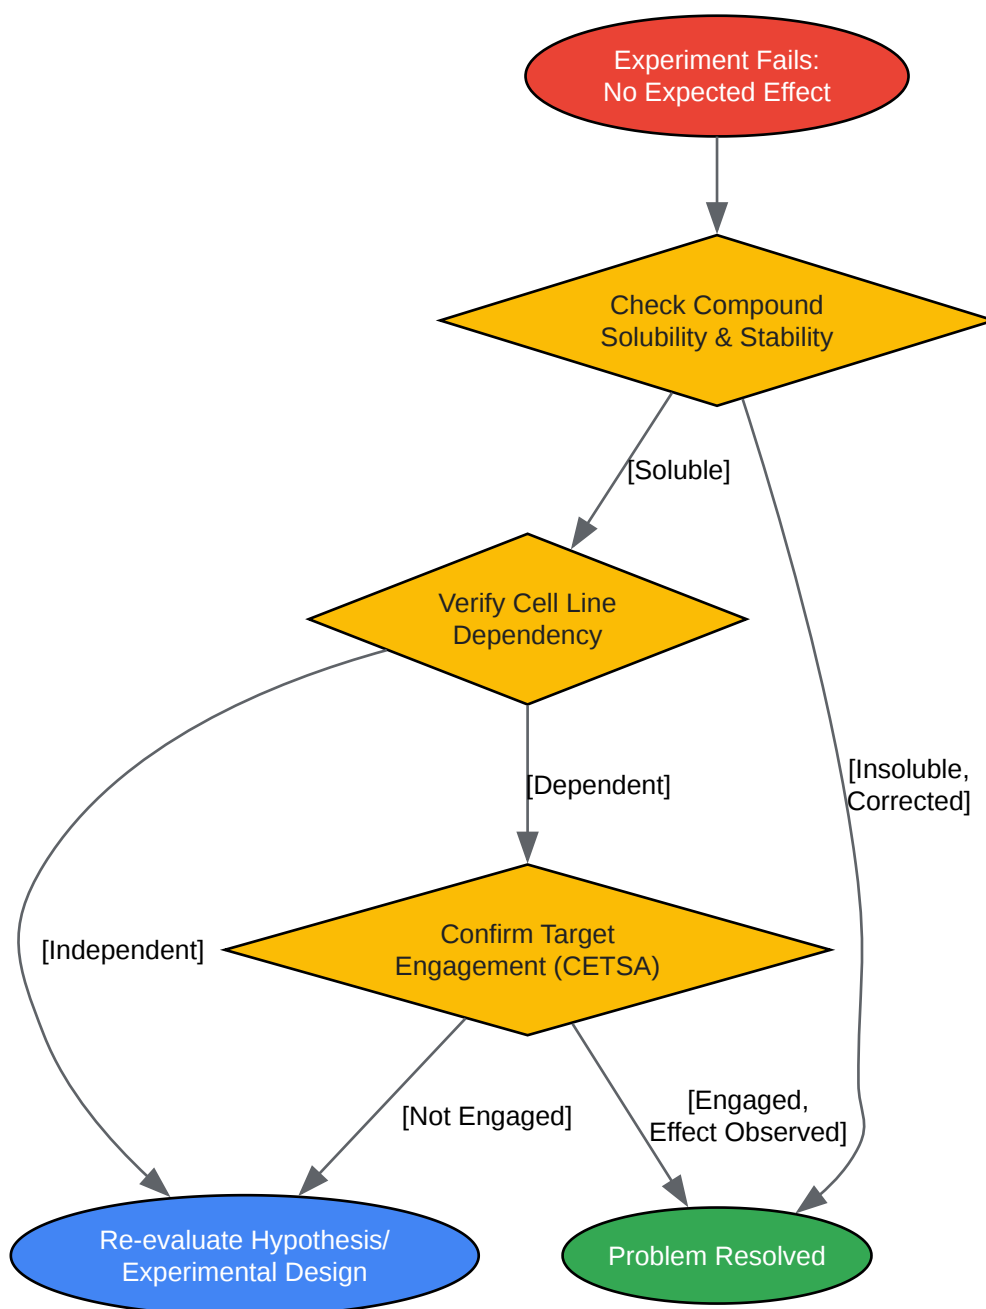 Experiment Fails:
No Expected Effect
Check Compound
Solubility & Stability
[Soluble]
Verify Cell Line
Dependency
[Insoluble,
Corrected]
[Dependent]
[Independent]
Confirm Target
Engagement (CETSA)
[Not Engaged]
[Engaged,
Effect Observed]
Re-evaluate Hypothesis/
Experimental Design
Problem Resolved